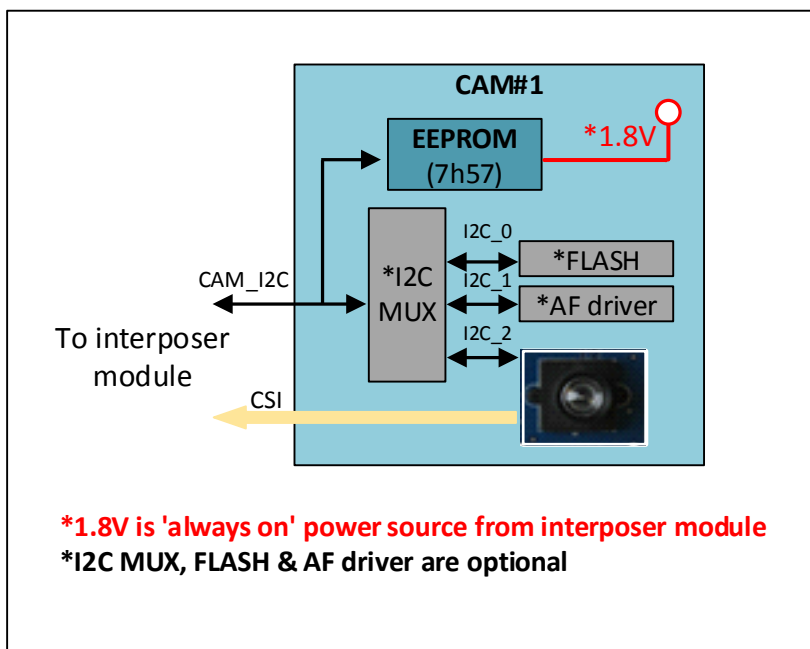 CAM#1
EEPROM
(7h57)
*1.8V
I2C_0
*FLASH
CAM_I2C
*I2C
MUX
I2C_1
*AF driver
I2C_2
To interposer
module
CSI
*1.8V is 'always on' power source from interposer module
*I2C MUX, FLASH & AF driver are optional